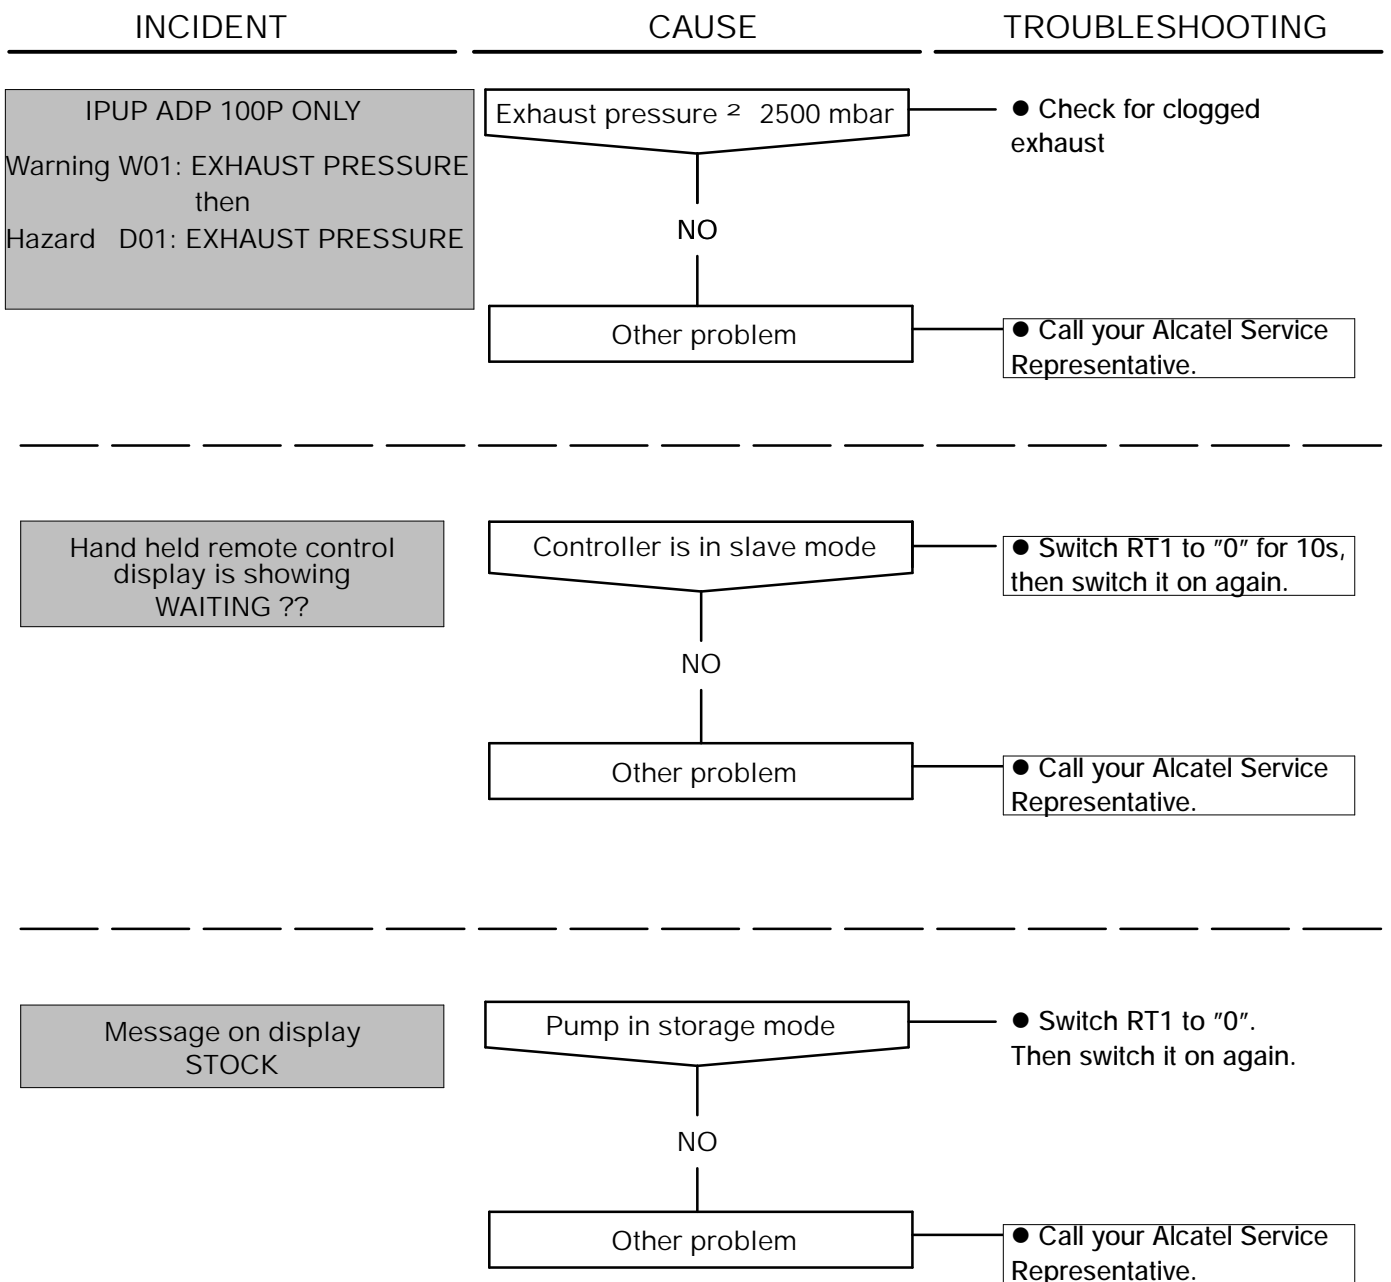 INCIDENT CAUSE TROUBLESHOOTING
IPUP ADP 100P ONLY
Warning W01: EXHAUST PRESSURE
then
Hazard D01: EXHAUST PRESSURE
Exhaust pressure ² 2500 mbar
● Check for clogged
exhaust
NO
Other problem
● Call your Alcatel Service
Representative.
Hand held remote control
display is showing
WAITING ??
Controller is in slave mode
● Switch RT1 to "0" for 10s,
then switch it on again.
NO
Other problem
● Call your Alcatel Service
Representative.
Message on display
STOCK
Pump in storage mode
● Switch RT1 to "0".
Then switch it on again.
NO
Other problem
● Call your Alcatel Service
Representative.